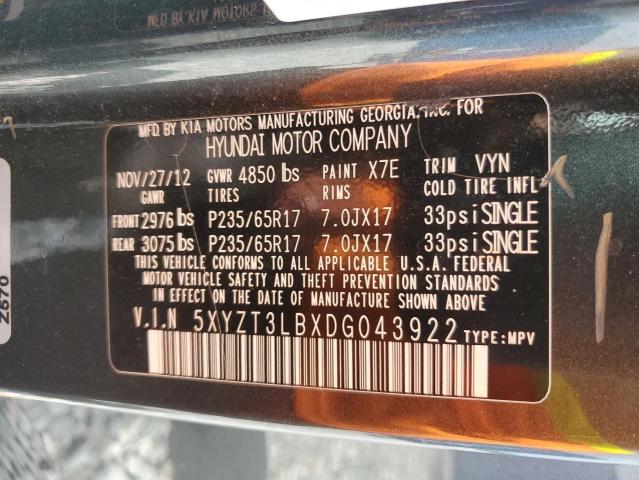 MFD BY KIA MOTORS MANUFACTURING GEORGIA, INC. FOR
HYUNDAI MOTOR COMPANY
NOV/27/12 GVWR 4850 lbs PAINT X7E TRIM VYN
GAWR TIRES RIMS COLD TIRE INFL.
FRONT 2976 lbs P235/65R17 7.0JX17 33psi SINGLE
REAR 3075 lbs P235/65R17 7.0JX17 33psi SINGLE
THIS VEHICLE CONFORMS TO ALL APPLICABLE U.S.A. FEDERAL
MOTOR VEHICLE SAFETY AND THEFT PREVENTION STANDARDS
IN EFFECT ON THE DATE OF MANUFACTURE SHOWN ABOVE.
V.I.N 5XYZT3LBXDG043922 TYPE:MPV
2670